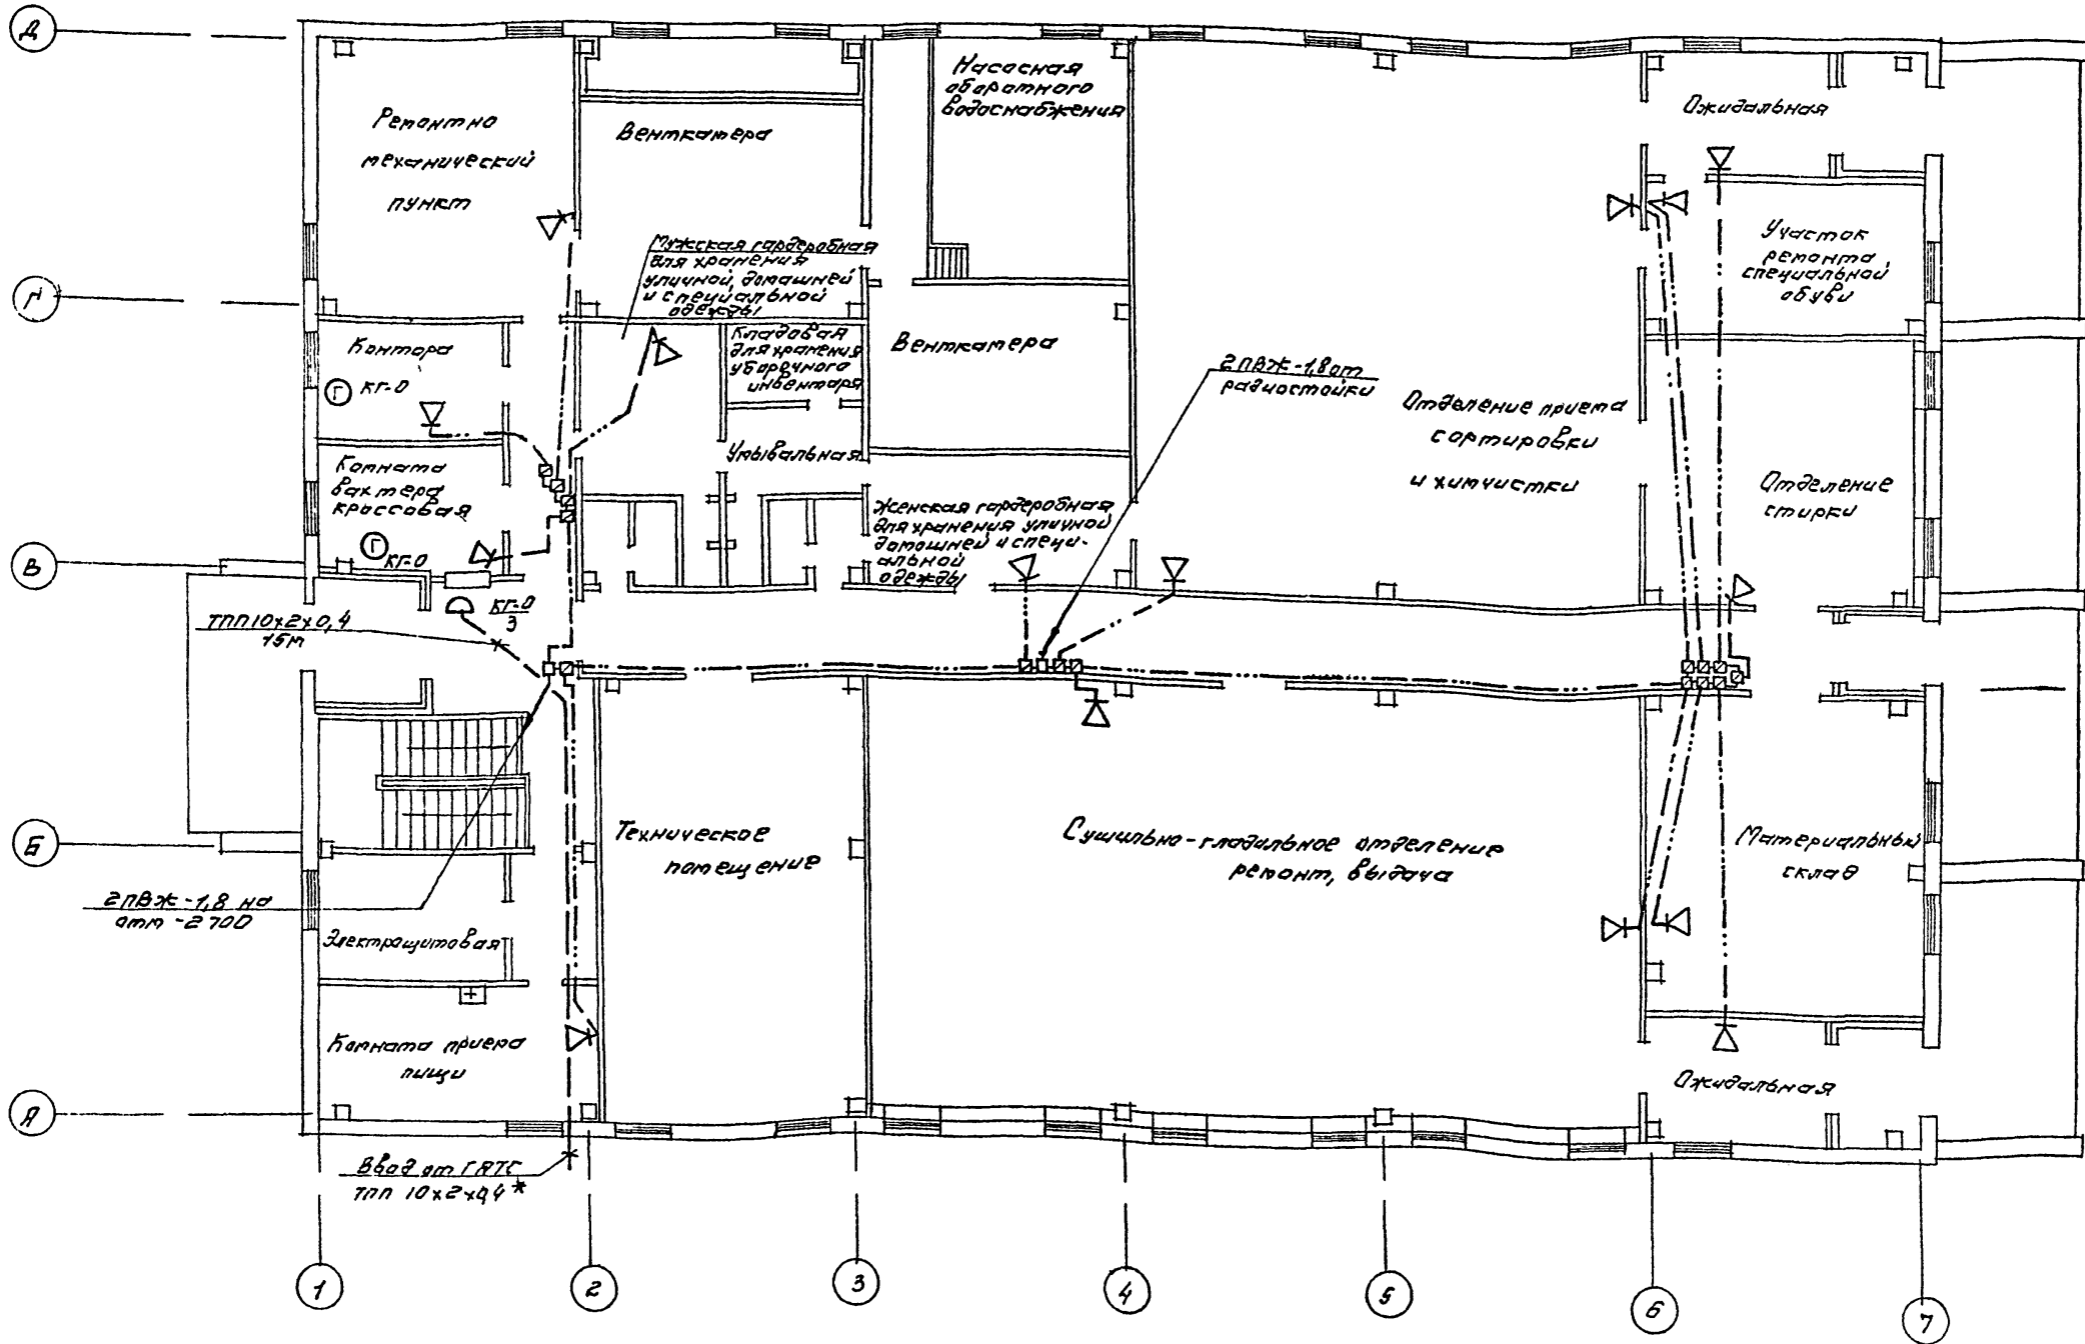 Д
Г
В
Б
А
Ремонтно
механический
пункт
Венткамера
Насосная
оборотного
водоснабжения
Ожидальная
Участок
ремонта
специальной
обуви
Мужская гардеробная
для хранения
уличной, домашней
и специальной
одежды
Контора
Г КГ-0
Кладовая
для хранения
уборочного
инвентаря
Венткамера
2ПВЖ-1,8 от
радиостойки
Отделение приема
сортировки
и химчистки
Отделение
стирки
Комната
вахтера
кроссовая
Г КГ-0
Умывальная
Женская гардеробная
для хранения уличной
домошней и специ-
альной
одежды
КГ-0
3
ТПП10х2х0,4
15м
2ПВЖ-1,8 на
отм -2700
Электрощитовая
Техническое
помещение
Сушильно-гладильное отделение
ремонт, выдача
Материальный
склад
Комната приема
пищи
Ожидальная
Ввод от ГАТС
ТПП 10х2х0,4*
1
2
3
4
5
6
7